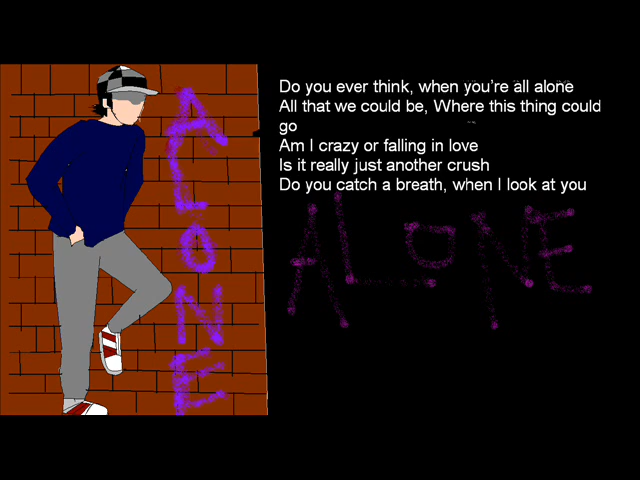 Do you ever think, when you're all alone
All that we could be, Where this thing could
go
Am I crazy or falling in love
Is it really just another crush
Do you catch a breath, when I look at you
ALONE
ALONE